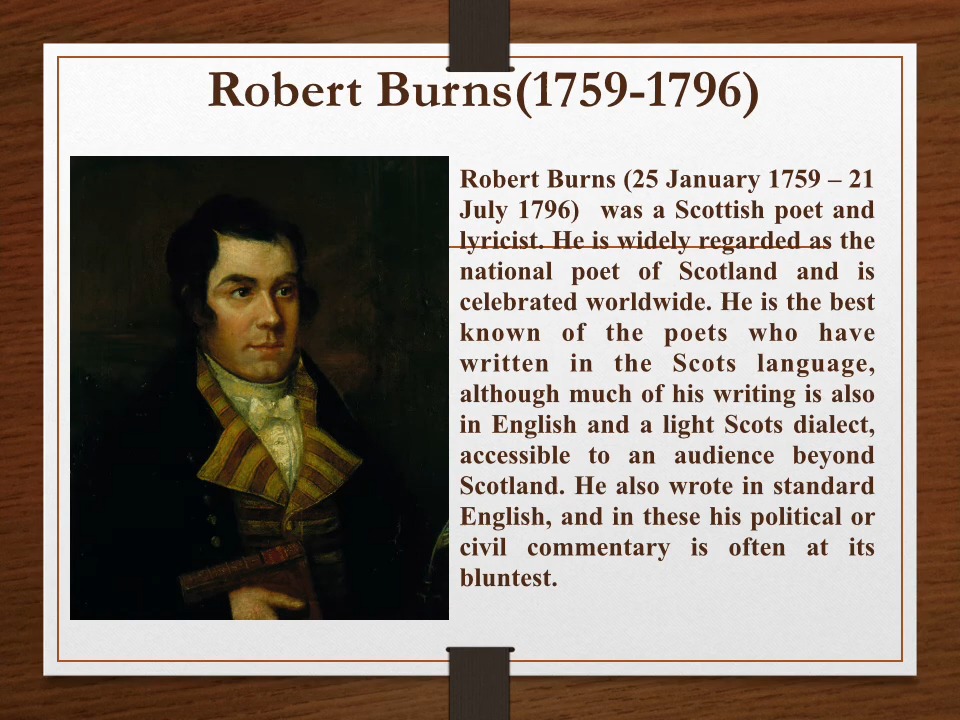 Robert Burns(1759-1796)
Robert Burns (25 January 1759 – 21
July 1796)  was a Scottish poet and
lyricist. He is widely regarded as the
national poet of Scotland and is
celebrated worldwide. He is the best
known of the poets who have
written in the Scots language,
although much of his writing is also
in English and a light Scots dialect,
accessible to an audience beyond
Scotland. He also wrote in standard
English, and in these his political or
civil commentary is often at its
bluntest.